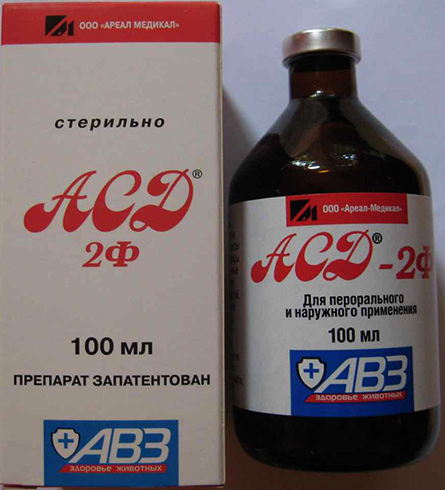 ООО «АРЕАЛ МЕДИКАЛ»
стерильно
АСД®
2Ф
100 мл
ПРЕПАРАТ ЗАПАТЕНТОВАН
АВЗ
здоровье животных
ООО «Ареал-Медикал»
АСД®-2Ф
Для перорального
и наружного применения
100 мл
АВЗ
здоровье животных